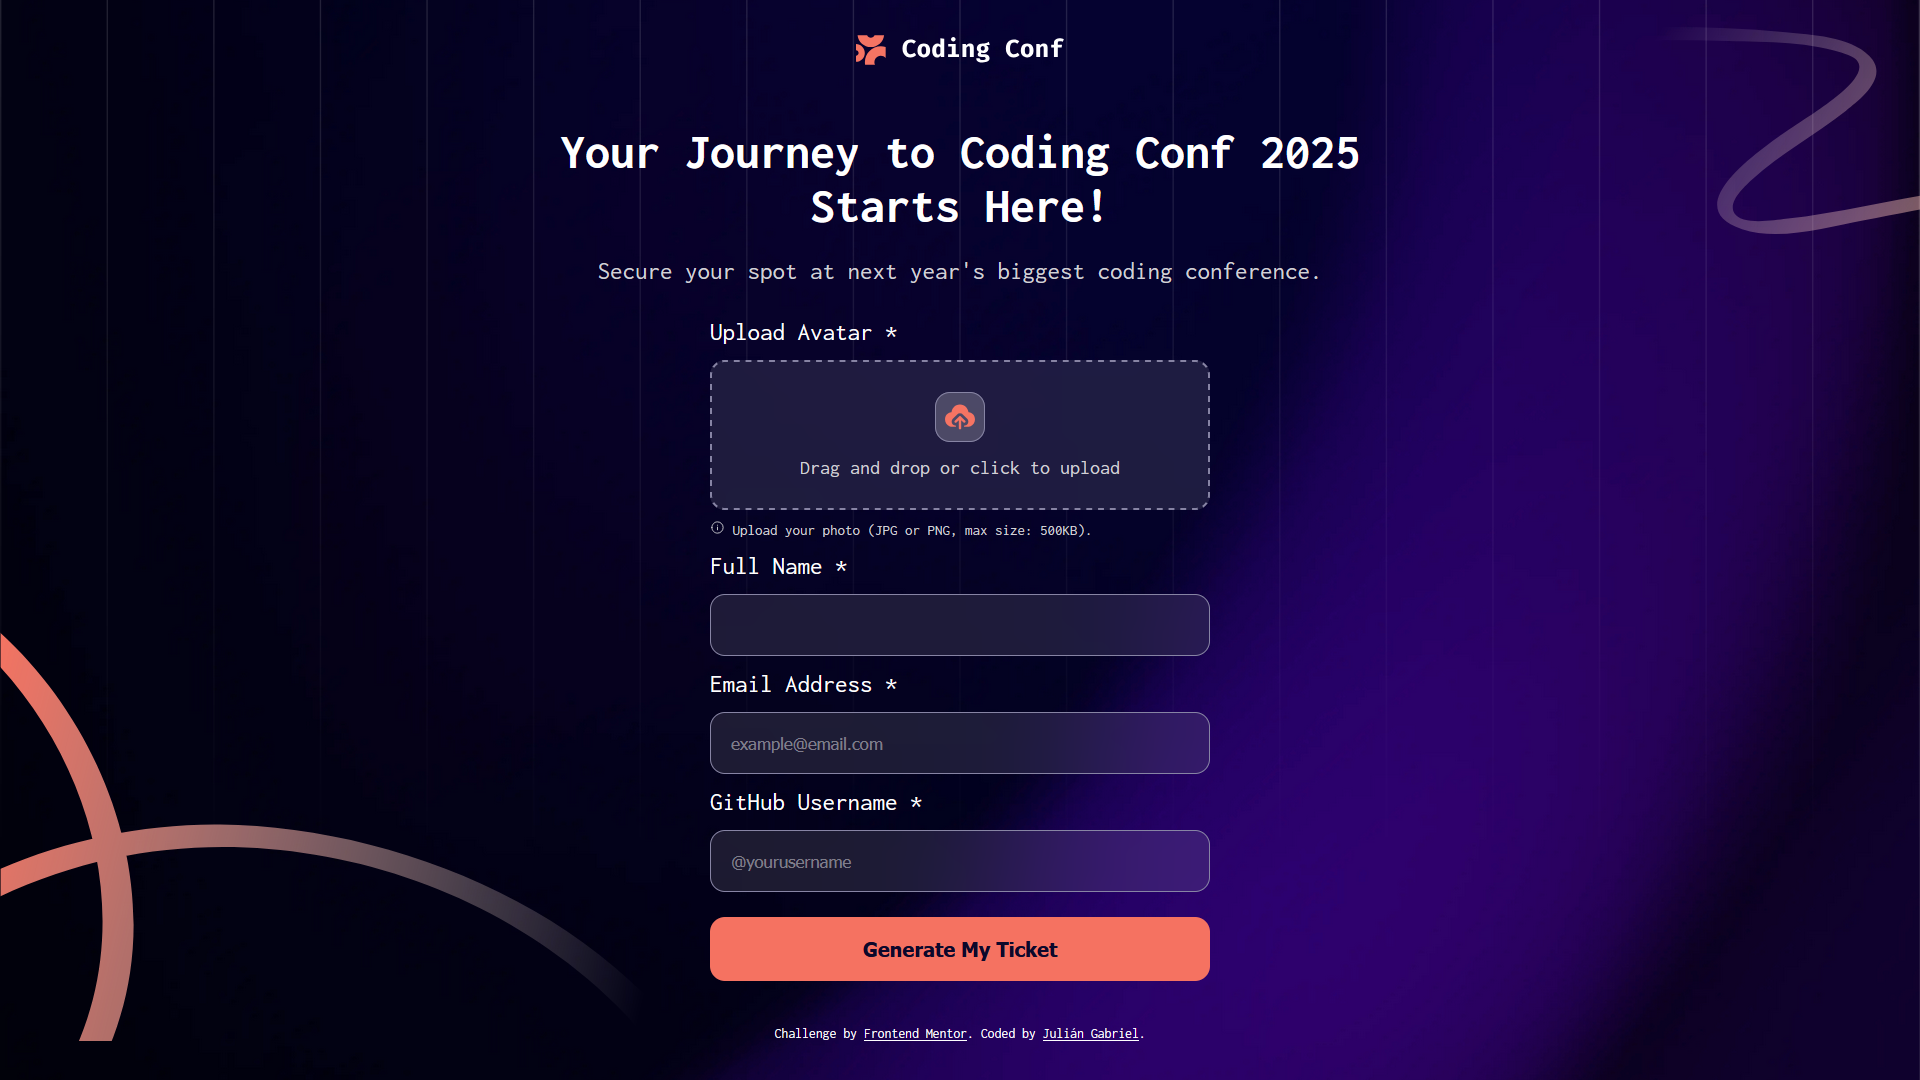 Coding Conf
Your Journey to Coding Conf 2025
Starts Here!
Secure your spot at next year's biggest coding conference.
Upload Avatar *
Drag and drop or click to upload
Upload your photo (JPG or PNG, max size: 500KB).
Full Name *
Email Address *
example@email.com
GitHub Username *
@yourusername
Generate My Ticket
Challenge by Frontend Mentor. Coded by Julián Gabriel.